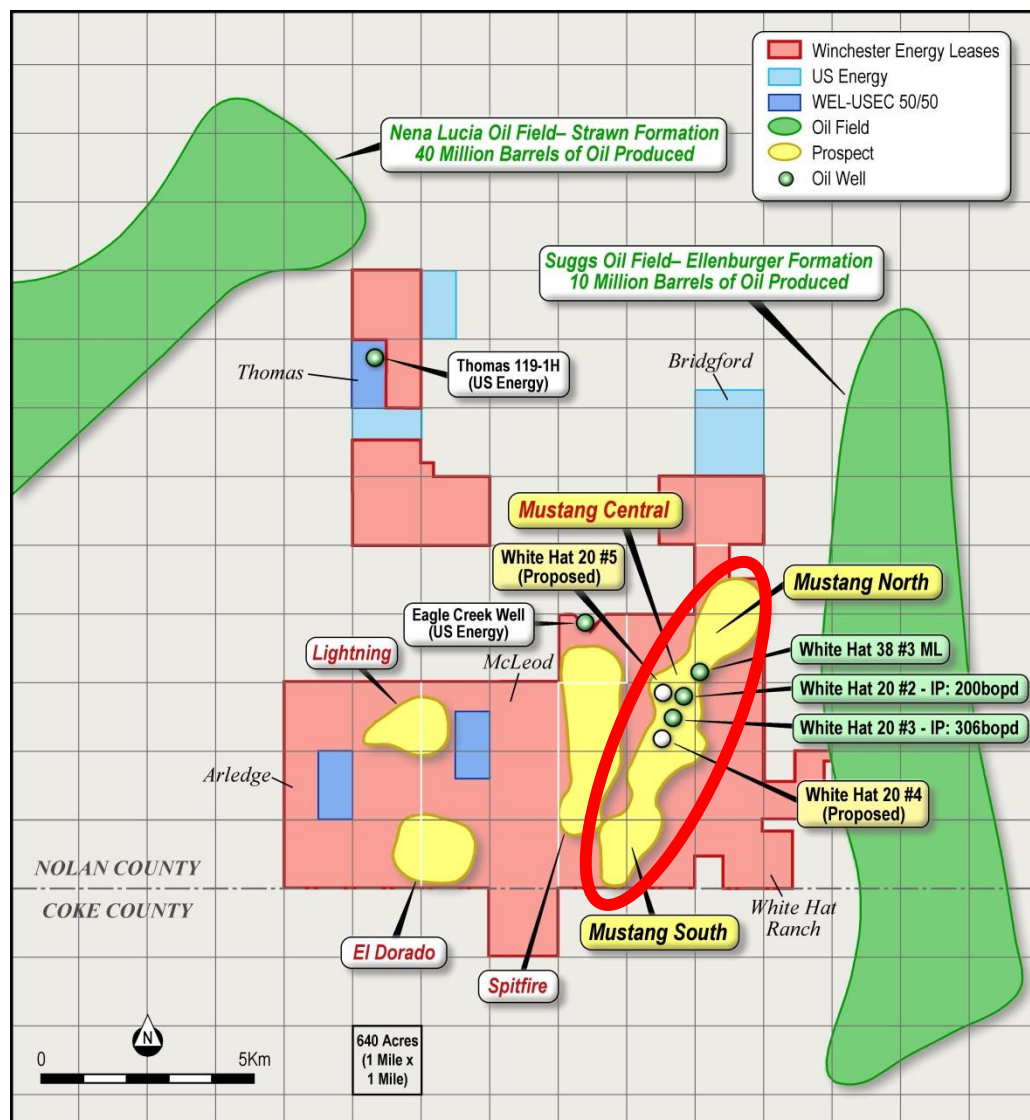 Winchester Energy Leases
US Energy
WEL-USEC 50/50
Oil Field
Prospect
Oil Well
Nena Lucia Oil Field– Strawn Formation
40 Million Barrels of Oil Produced
Suggs Oil Field– Ellenburger Formation
10 Million Barrels of Oil Produced
Thomas
Thomas 119-1H
(US Energy)
Bridgford
Mustang Central
White Hat 20 #5
(Proposed)
Mustang North
Eagle Creek Well
(US Energy)
White Hat 38 #3 ML
Lightning
McLeod
White Hat 20 #2 - IP: 200bopd
White Hat 20 #3 - IP: 306bopd
Arledge
White Hat 20 #4
(Proposed)
NOLAN COUNTY
COKE COUNTY
White Hat
Ranch
Mustang South
El Dorado
Spitfire
N
0
5Km
640 Acres
(1 Mile x
1 Mile)